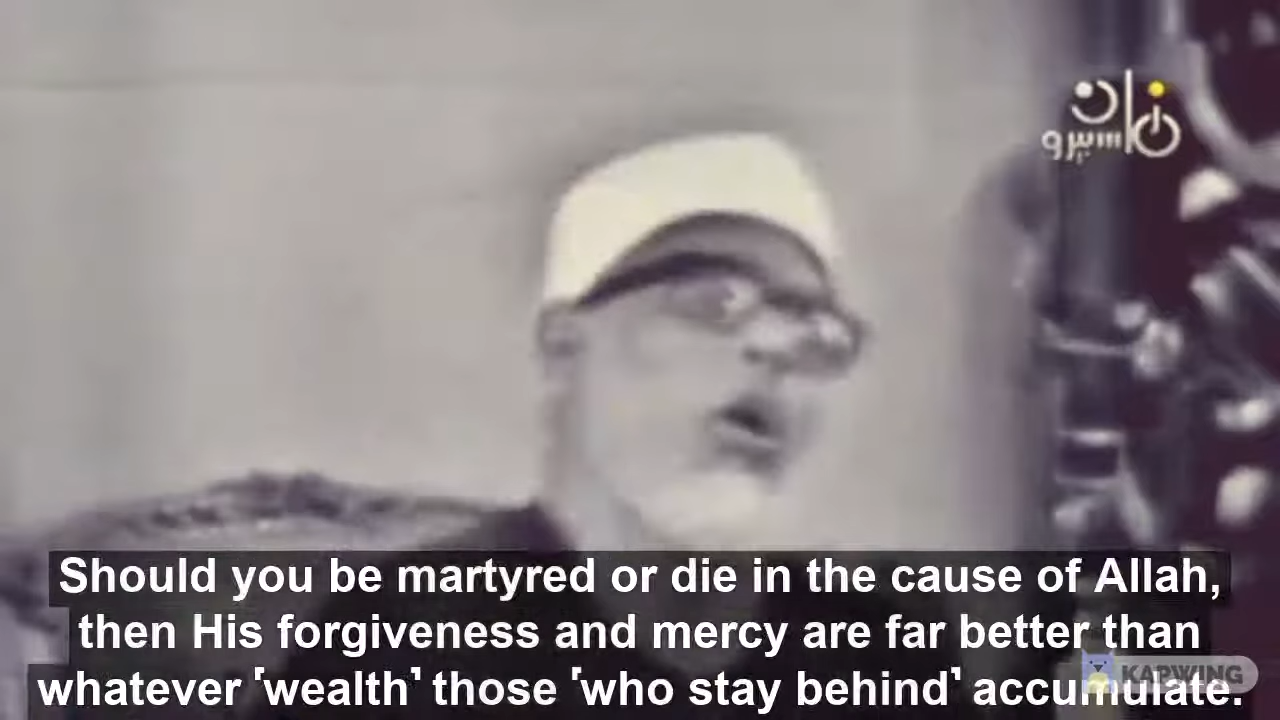 ماسبيرو
زمان
Should you be martyred or die in the cause of Allah,
then His forgiveness and mercy are far better than
whatever ˹wealth˺ those ˹who stay behind˺ accumulate.
KAPWING